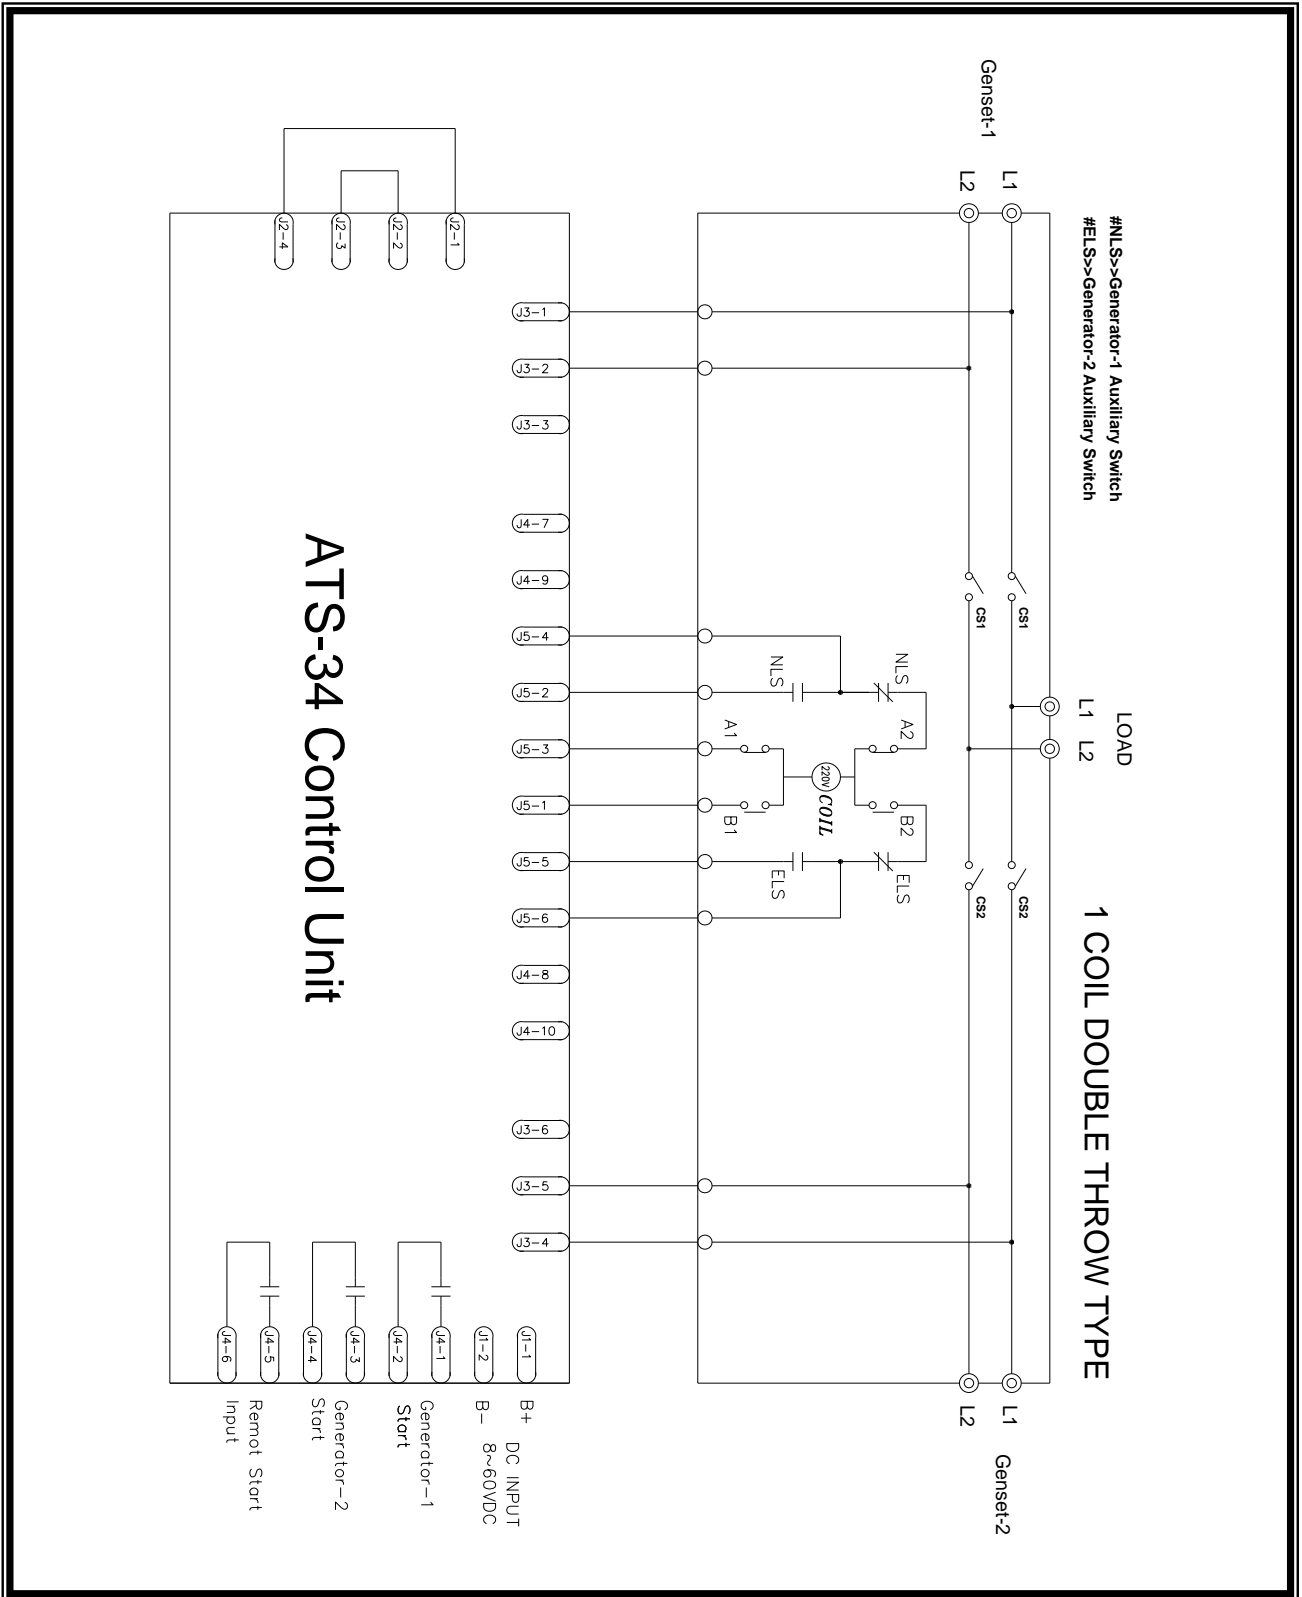 1 COIL DOUBLE THROW TYPE
#NLS>>Generator-1 Auxiliary Switch
#ELS>>Generator-2 Auxiliary Switch
LOAD
L1 L2
Genset-1
L1
L2
CS1
CS1
CS2
CS2
L1
L2
Genset-2
NLS
A2
B2
ELS
220V
COIL
NLS
A1
B1
ELS
J3-1
J3-2
J3-3
J4-7
J4-9
J5-4
J5-2
J5-3
J5-1
J5-5
J5-6
J4-8
J4-10
J3-6
J3-5
J3-4
J2-1
J2-2
J2-3
J2-4
ATS-34 Control Unit
J1-1
B+
DC INPUT
J1-2
B-
8~60VDC
J4-1
Generator-1
J4-2
Start
J4-3
Generator-2
J4-4
Start
J4-5
Remot Start
J4-6
Input